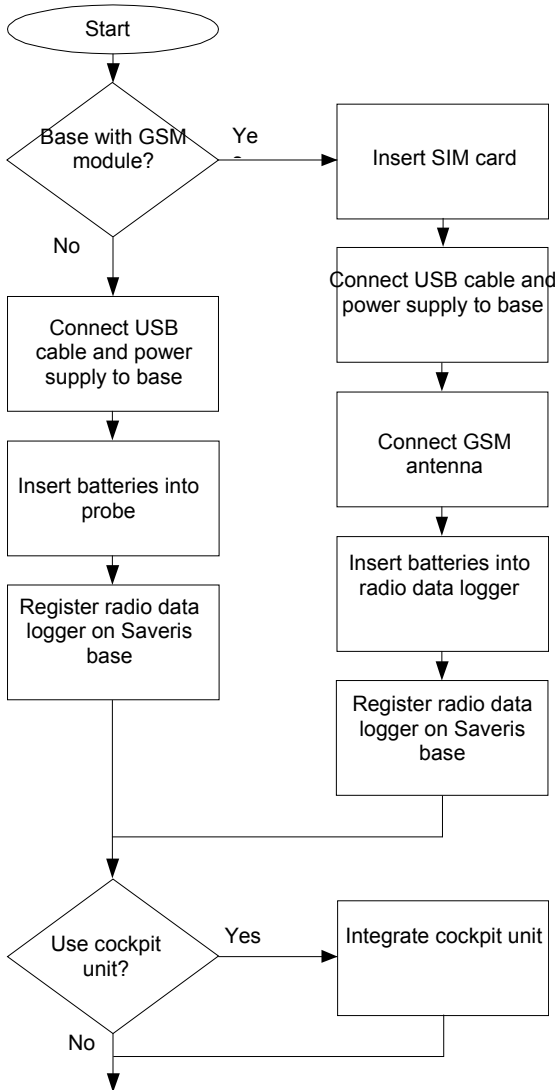 Start
Base with GSM
module?
Ye
Insert SIM card
No
Connect USB cable and
power supply to base
Connect USB
cable and power
supply to base
Connect GSM
antenna
Insert batteries into
probe
Insert batteries into
radio data logger
Register radio data
logger on Saveris
base
Register radio data
logger on Saveris
base
Use cockpit
unit?
Yes
Integrate cockpit unit
No